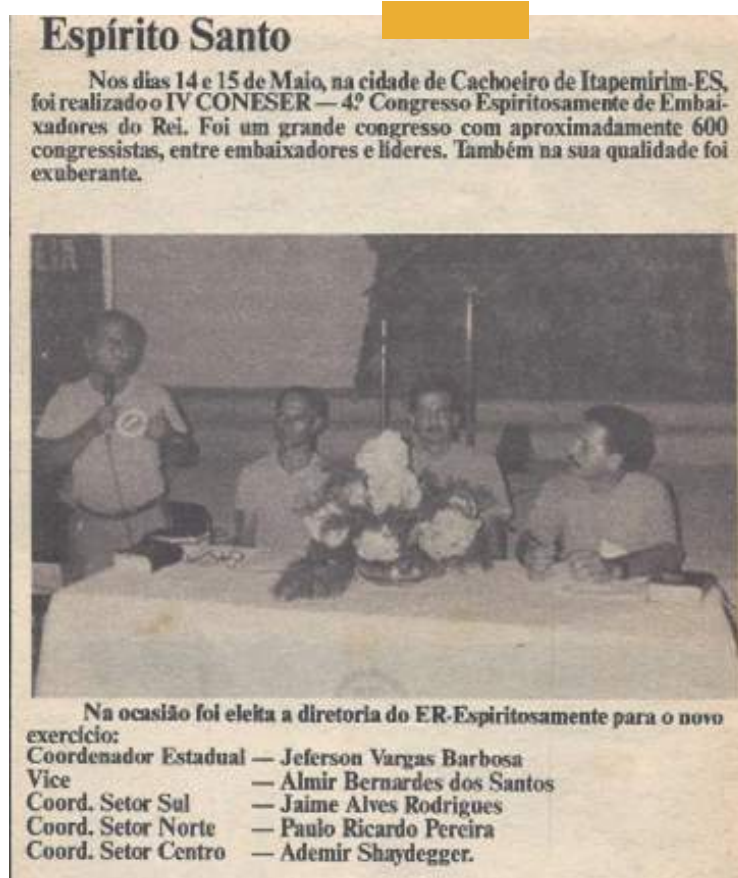 Espírito Santo
Nos dias 14 e 15 de Maio, na cidade de Cachoeiro de Itapemirim-ES,
foi realizado o IV CONESER — 4º Congresso Espiritosamente de Embai-
xadores do Rei. Foi um grande congresso com aproximadamente 600
congressistas, entre embaixadores e líderes. Também na sua qualidade foi
exuberante.
Na ocasião foi eleita a diretoria do ER-Espiritosamente para o novo
exercício:
Coordenador Estadual — Jeferson Vargas Barbosa
Vice — Almir Bernardes dos Santos
Coord. Setor Sul — Jaime Alves Rodrigues
Coord. Setor Norte — Paulo Ricardo Pereira
Coord. Setor Centro — Ademir Shaydegger.